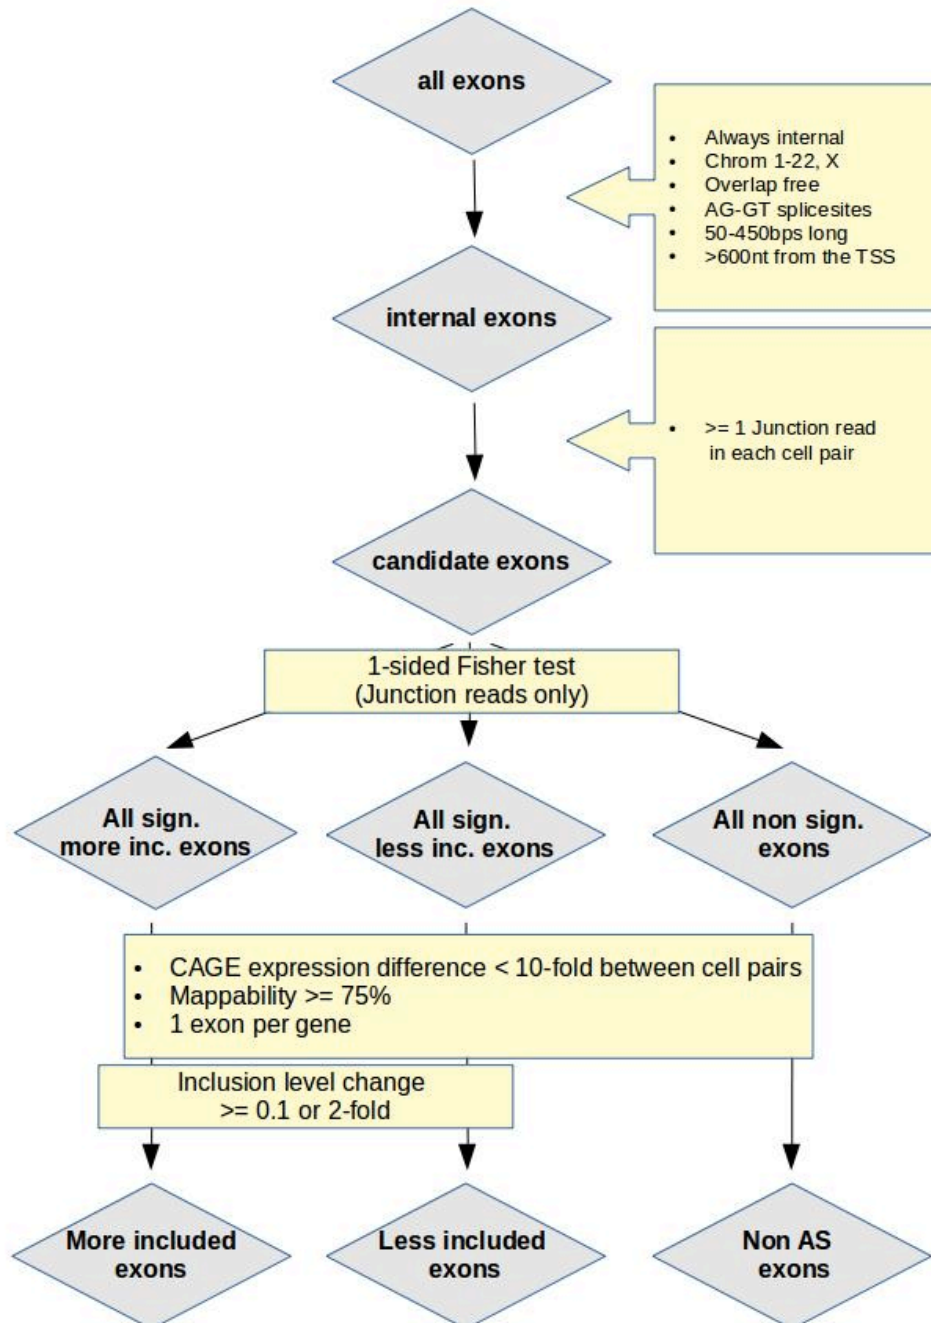 all exons
• Always internal
• Chrom 1-22, X
• Overlap free
• AG-GT splicesites
• 50-450bps long
• >600nt from the TSS
internal exons
• >= 1 Junction read
in each cell pair
candidate exons
1-sided Fisher test
(Junction reads only)
All sign.
more inc. exons
All sign.
less inc. exons
All non sign.
exons
• CAGE expression difference < 10-fold between cell pairs
• Mappability >= 75%
• 1 exon per gene
Inclusion level change
>= 0.1 or 2-fold
More included
exons
Less included
exons
Non AS
exons